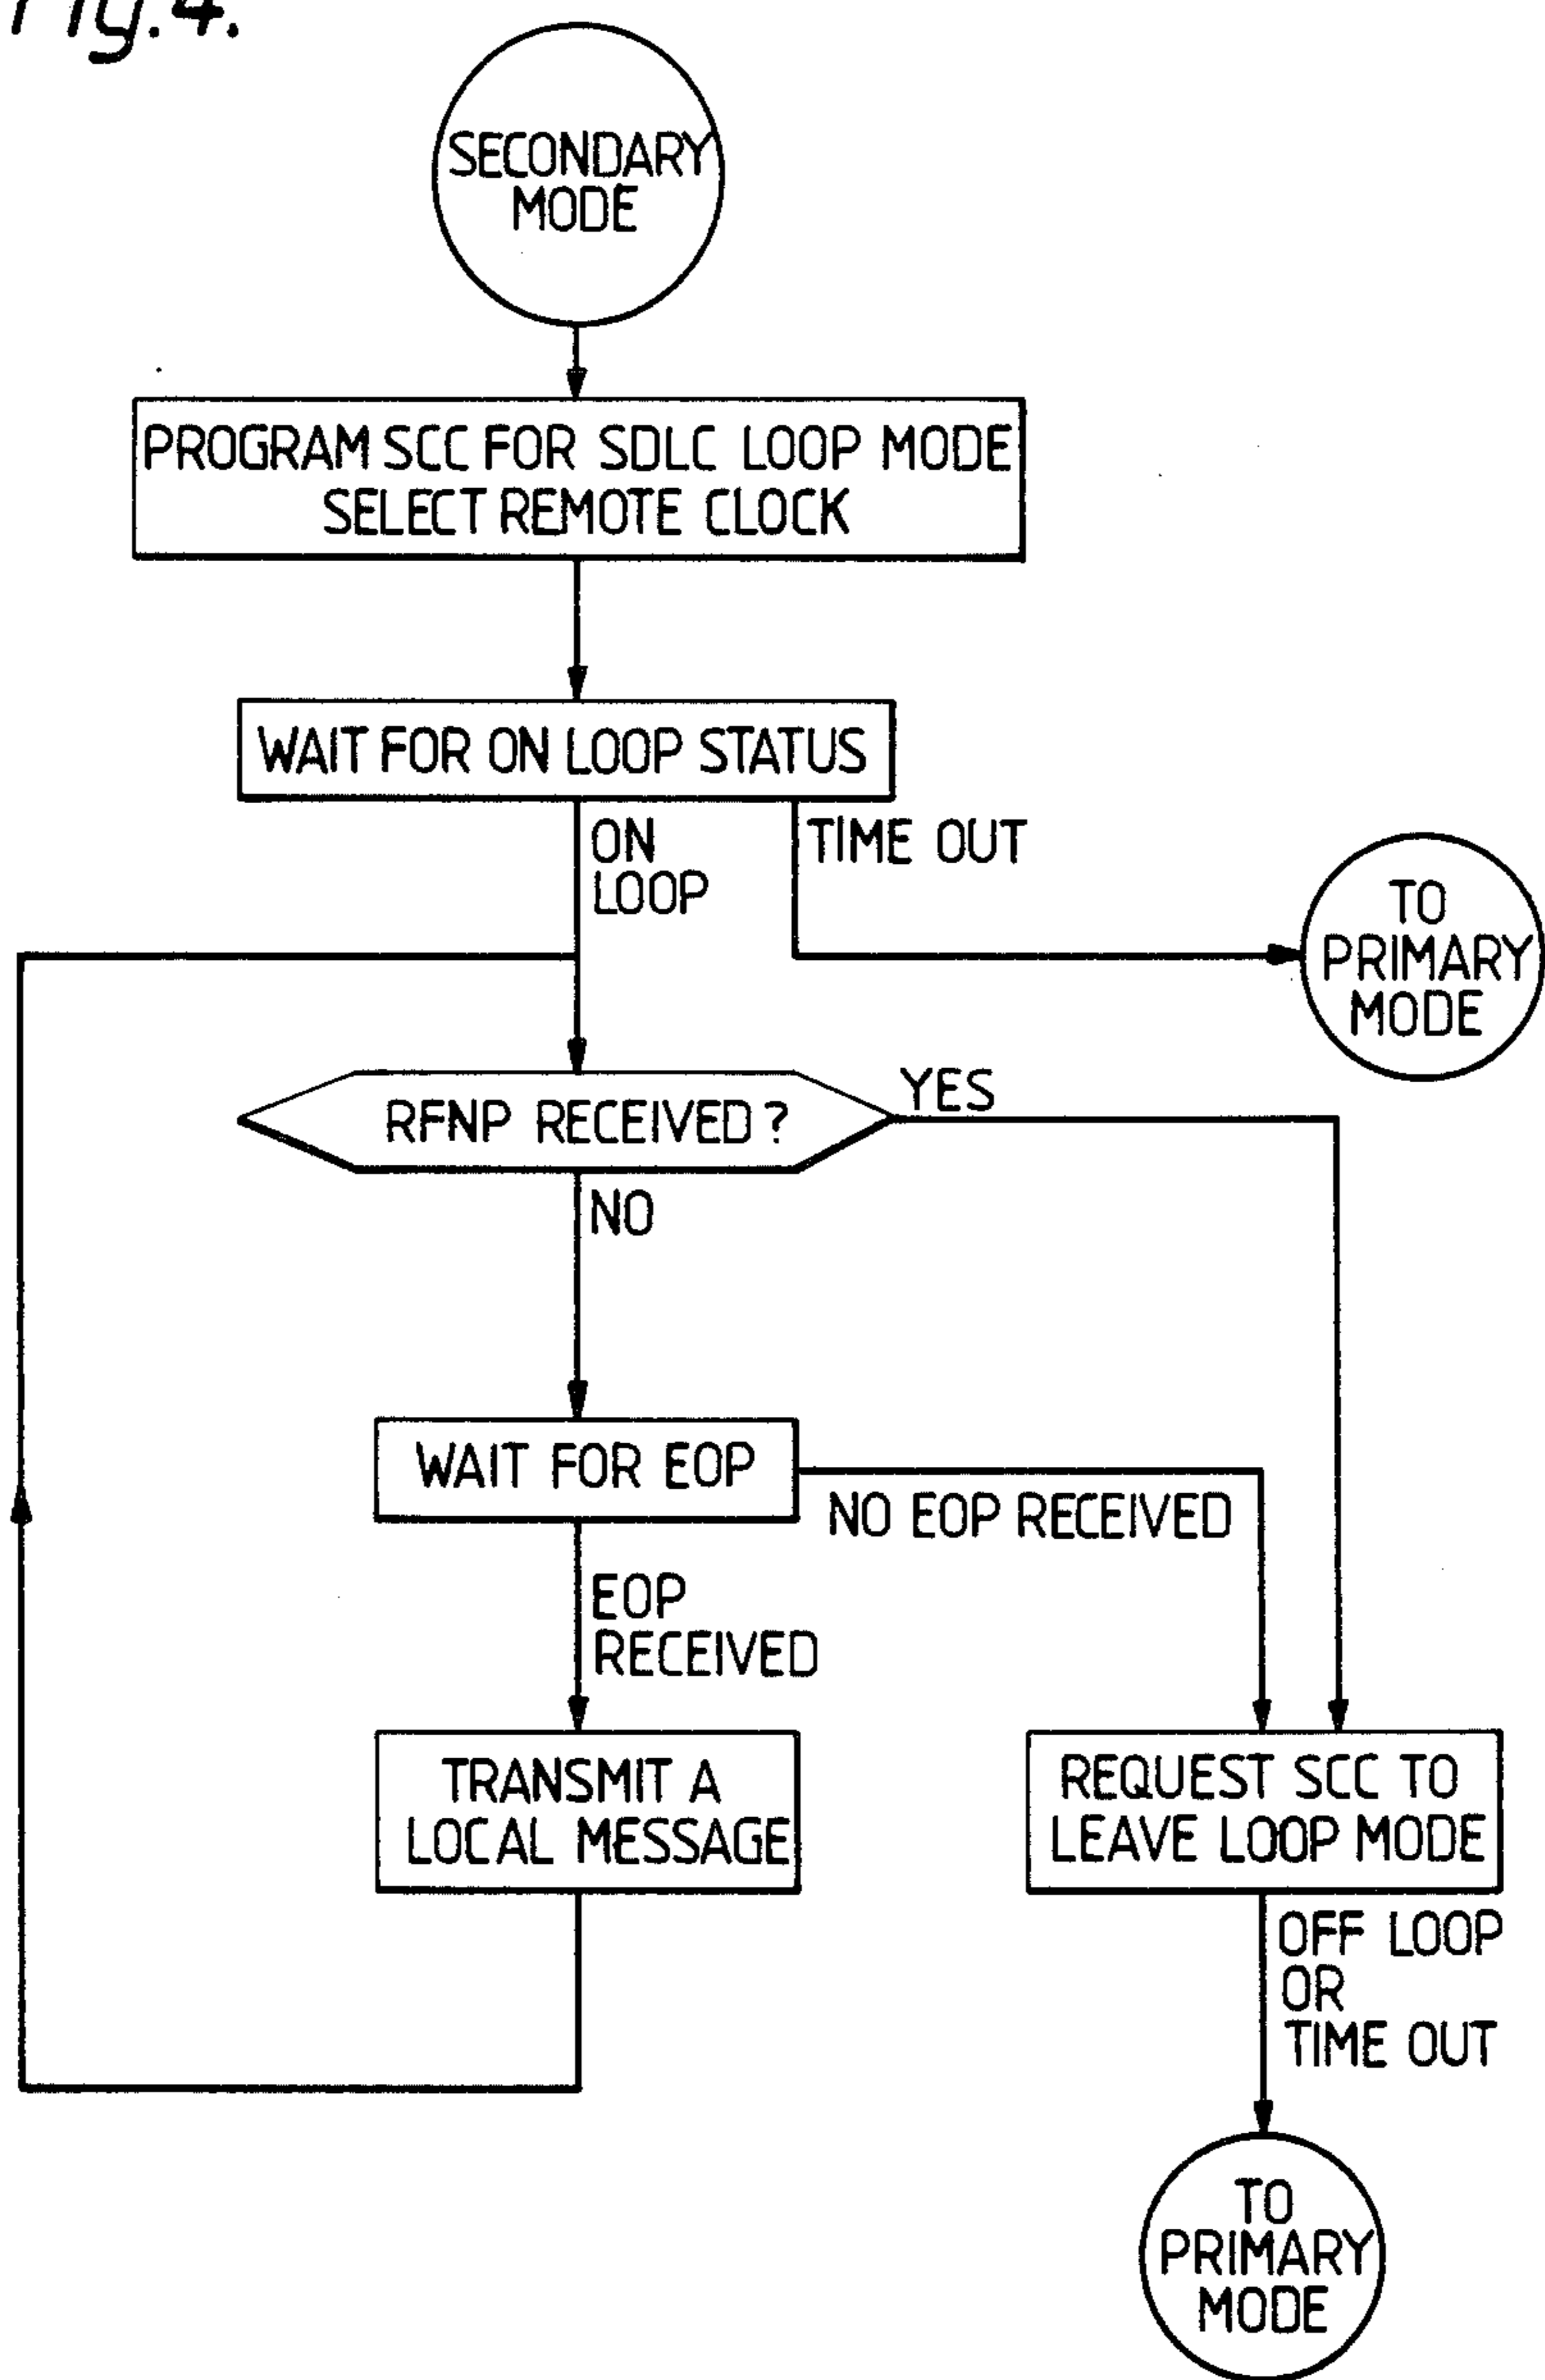 Fig.4.
SECONDARY
MODE
PROGRAM SCC FOR SDLC LOOP MODE
SELECT REMOTE CLOCK
WAIT FOR ON LOOP STATUS
ON
LOOP
TIME OUT
TO
PRIMARY
MODE
RFNP RECEIVED?
YES
NO
WAIT FOR EOP
NO EOP RECEIVED
EOP
RECEIVED
TRANSMIT A
LOCAL MESSAGE
REQUEST SCC TO
LEAVE LOOP MODE
OFF LOOP
OR
TIME OUT
TO
PRIMARY
MODE